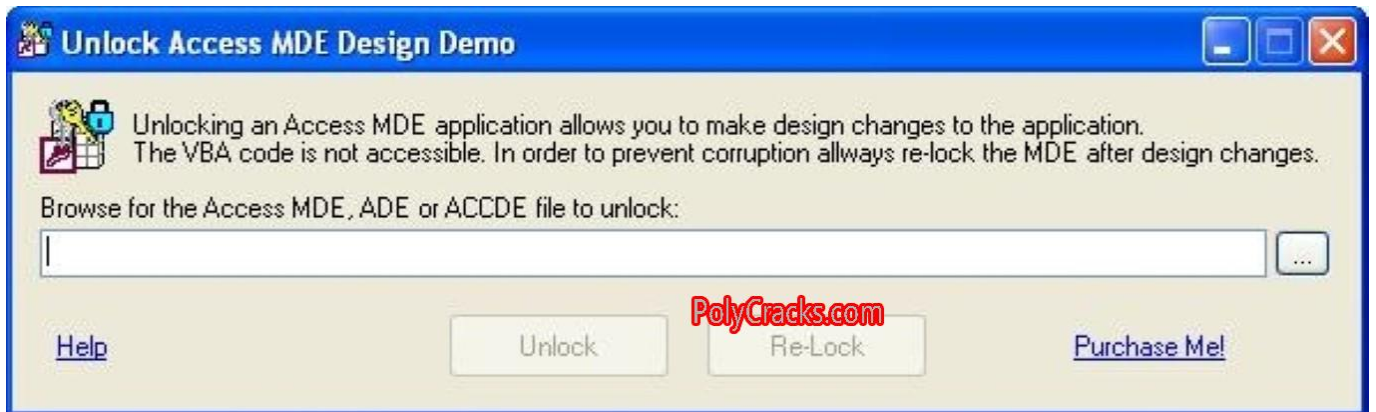 Unlock Access MDE Design Demo
Unlocking an Access MDE application allows you to make design changes to the application.
The VBA code is not accessible. In order to prevent corruption allways re-lock the MDE after design changes.
Browse for the Access MDE, ADE or ACCDE file to unlock:
...
PolyCracks.com
Help
Unlock
Re-Lock
Purchase Me!